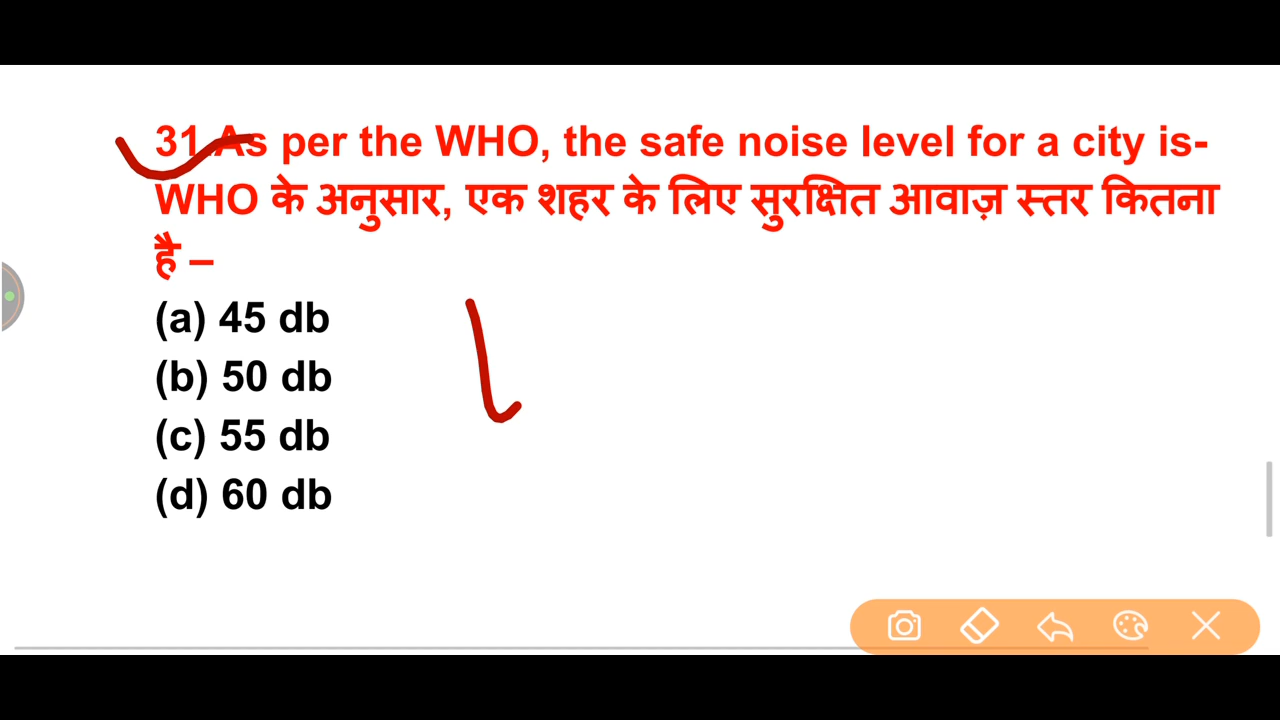 31 As per the WHO, the safe noise level for a city is-
WHO के अनुसार, एक शहर के लिए सुरक्षित आवाज़ स्तर कितना
है –
(a) 45 db
(b) 50 db
(c) 55 db
(d) 60 db